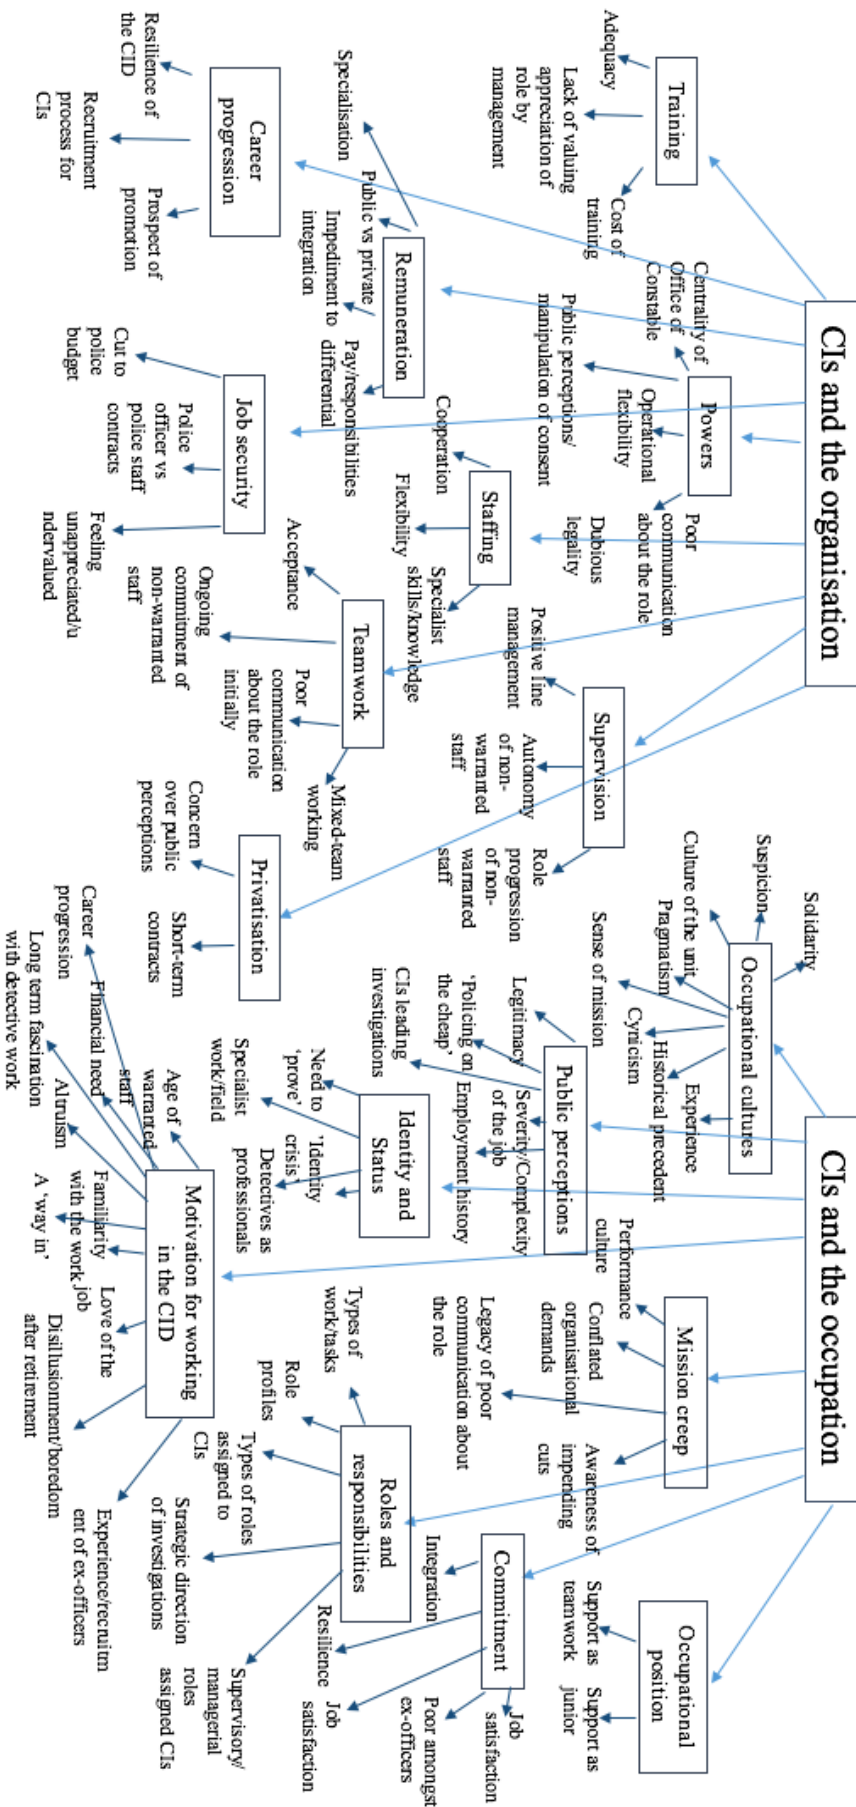 CIs and the organisation
Training
Adequacy
Lack of valuing
appreciation of
role by
management
Cost of
training
Career
progression
Resilience of
the CID
Recruitment
process for
CIs
Prospect of
promotion
Remuneration
Specialisation
Public vs private
Impediment to
integration
Pay/responsibilities
differential
Powers
Centrality of
Office of
Constable
Public perceptions/
manipulation of consent
Operational
flexibility
Poor
communication
about the role
Dubious
legality
Job security
Cut to
police
budget
Police
officer vs
police staff
contracts
Feeling
unappreciated/u
ndervalued
Staffing
Cooperation
Flexibility
Specialist
skills/knowledge
Teamwork
Acceptance
Ongoing
commitment of
non-warranted
staff
Poor
communication
about the role
initially
Mixed-team
working
Supervision
Positive line
management
Autonomy
of non-
warranted
staff
Role
progression
of non-
warranted
staff
Privatisation
Concern
over public
perceptions
Short-term
contracts
CIs and the occupation
Occupational cultures
Solidarity
Suspicion
Culture of the unit
Pragmatism
Sense of mission
Cynicism
Historical precedent
Experience
Public perceptions
Legitimacy
‘Policing on
the cheap’
CIs leading
investigations
Severity/Complexity
of the job
Employment history
Identity and
Status
Need to
‘prove’
Specialist
work/field
‘Identity
crisis’
Detectives as
professionals
Motivation for working
in the CID
Career
progression
Long term fascination
with detective work
Financial need
Altruism
Age of
warranted
staff
A ‘way in’
Familiarity
with the work
Love of the
job
Disillusionment/boredom
after retirement
Experience/recruitm
ent of ex-officers
Mission creep
Performance
culture
Conflated
organisational
demands
Legacy of poor
communication about
the role
Awareness of
impending
cuts
Roles and
responsibilities
Types of
work/tasks
Role
profiles
Types of roles
assigned to
CIs
Strategic direction
of investigations
Supervisory/
managerial
roles
assigned CIs
Commitment
Integration
Resilience
Job
satisfaction
Poor amongst
ex-officers
Job
satisfaction
Occupational
position
Support as
teamwork
Support as
junior